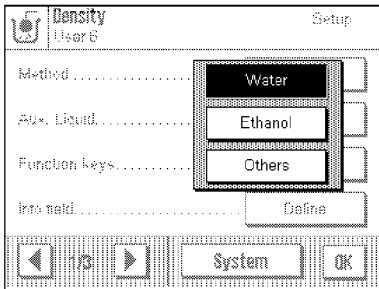 Density Setup
User 6
Method ....................
Water
Aux. Liquid....................
Ethanol
Function keys....................
Others
Info field.................... Define
1/3 System OK